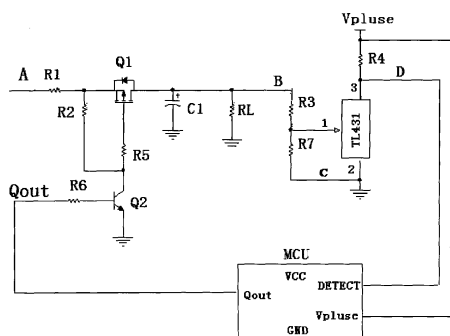 Vpluse
A
R1
Q1
R4
B
D
3
R2
C1
RL
R3
1
TL431
R5
R7
2
C
Qout
R6
Q2
MCU
VCC
Qout
DETECT
Vpluse
GND